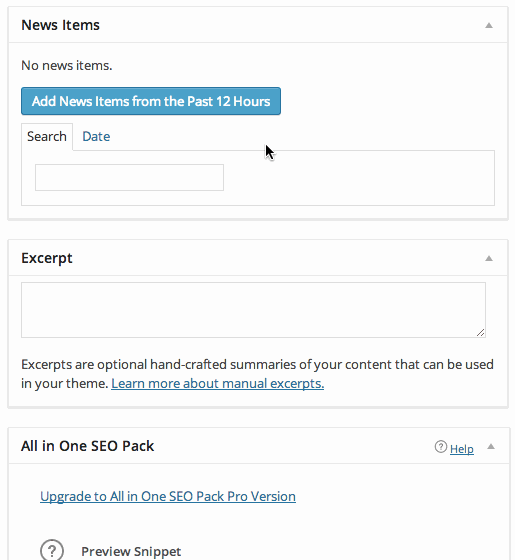 News Items
No news items.
Add News Items from the Past 12 Hours
Search Date
Excerpt
Excerpts are optional hand-crafted summaries of your content that can be used
in your theme. Learn more about manual excerpts.
All in One SEO Pack ? Help
Upgrade to All in One SEO Pack Pro Version
? Preview Snippet